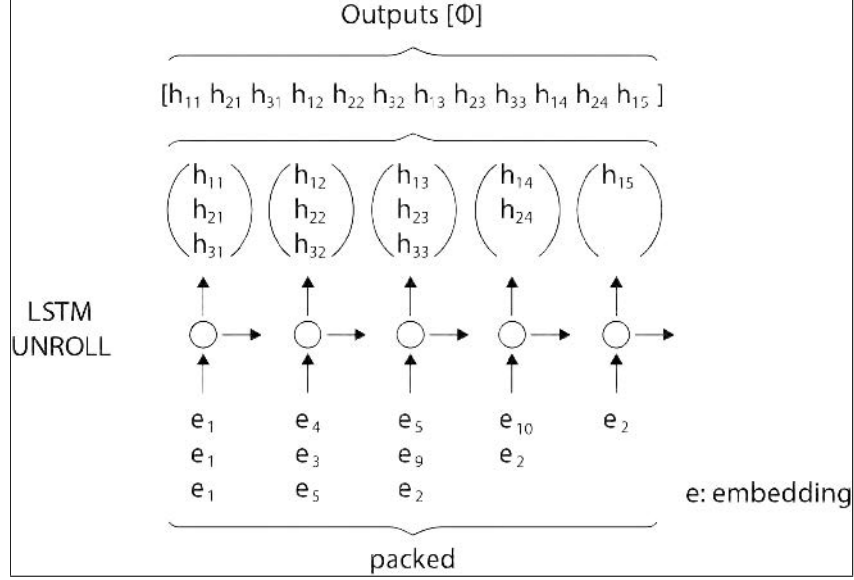 Outputs [Φ]
[h₁₁ h₂₁ h₃₁ h₁₂ h₂₂ h₃₂ h₁₃ h₂₃ h₃₃ h₁₄ h₂₄ h₁₅ ]
h₁₁ h₁₂ h₁₃ h₁₄ h₁₅
h₂₁ h₂₂ h₂₃ h₂₄
h₃₁ h₃₂ h₃₃
LSTM
UNROLL
e₁ e₄ e₅ e₁₀ e₂
e₁ e₃ e₉ e₂
e₁ e₅ e₂
e: embedding
packed